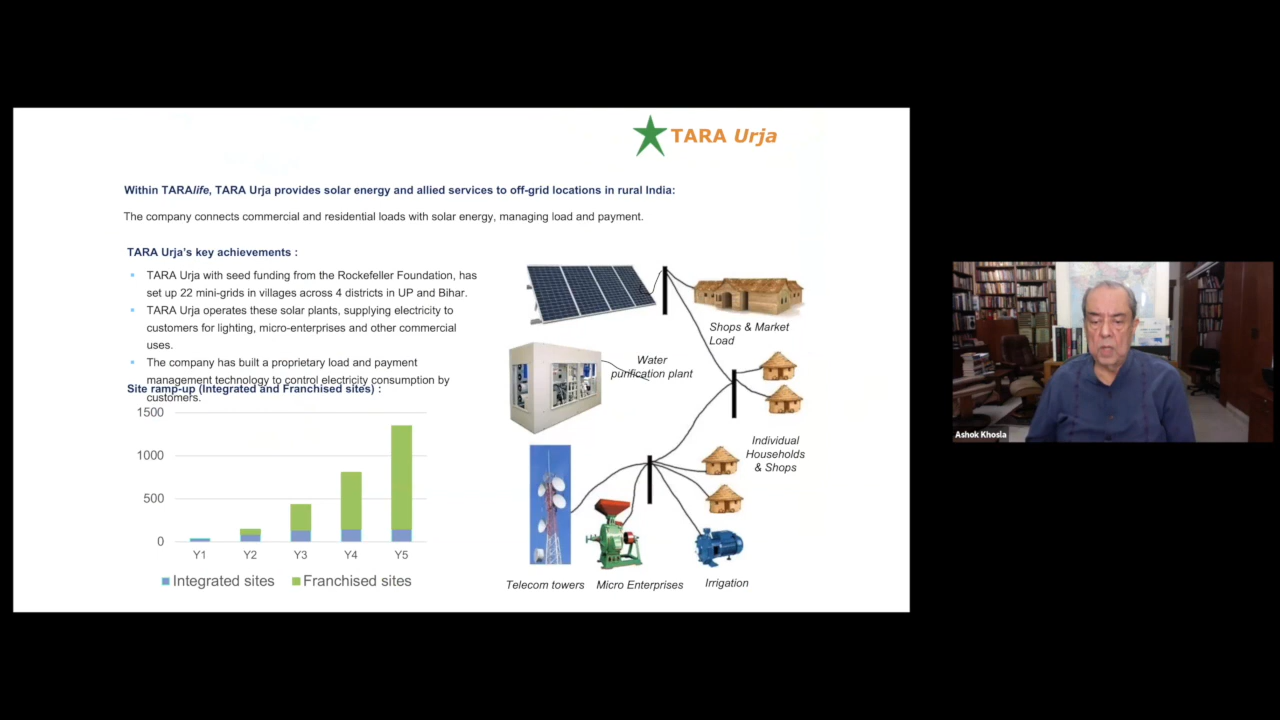 TARA Urja
Within TARAlife, TARA Urja provides solar energy and allied services to off-grid locations in rural India:
The company connects commercial and residential loads with solar energy, managing load and payment.
TARA Urja's key achievements :
TARA Urja with seed funding from the Rockefeller Foundation, has
set up 22 mini-grids in villages across 4 districts in UP and Bihar.
TARA Urja operates these solar plants, supplying electricity to
customers for lighting, micro-enterprises and other commercial
uses.
The company has built a proprietary load and payment
management technology to control electricity consumption by
customers.
Site ramp-up (Integrated and Franchised sites) :
1500
1000
500
0
Y1 Y2 Y3 Y4 Y5
Integrated sites Franchised sites
Shops & Market
Load
Water
purification plant
Individual
Households
& Shops
Telecom towers Micro Enterprises Irrigation
Ashok Khosla